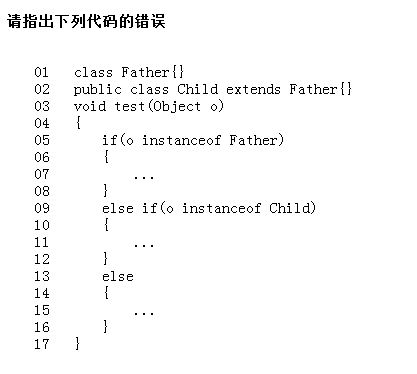 请指出下列代码的错误
01 class Father{}
02 public class Child extends Father{}
03 void test(Object o)
04 {
05 if(o instanceof Father)
06 {
07 ...
08 }
09 else if(o instanceof Child)
10 {
11 ...
12 }
13 else
14 {
15 ...
16 }
17 }